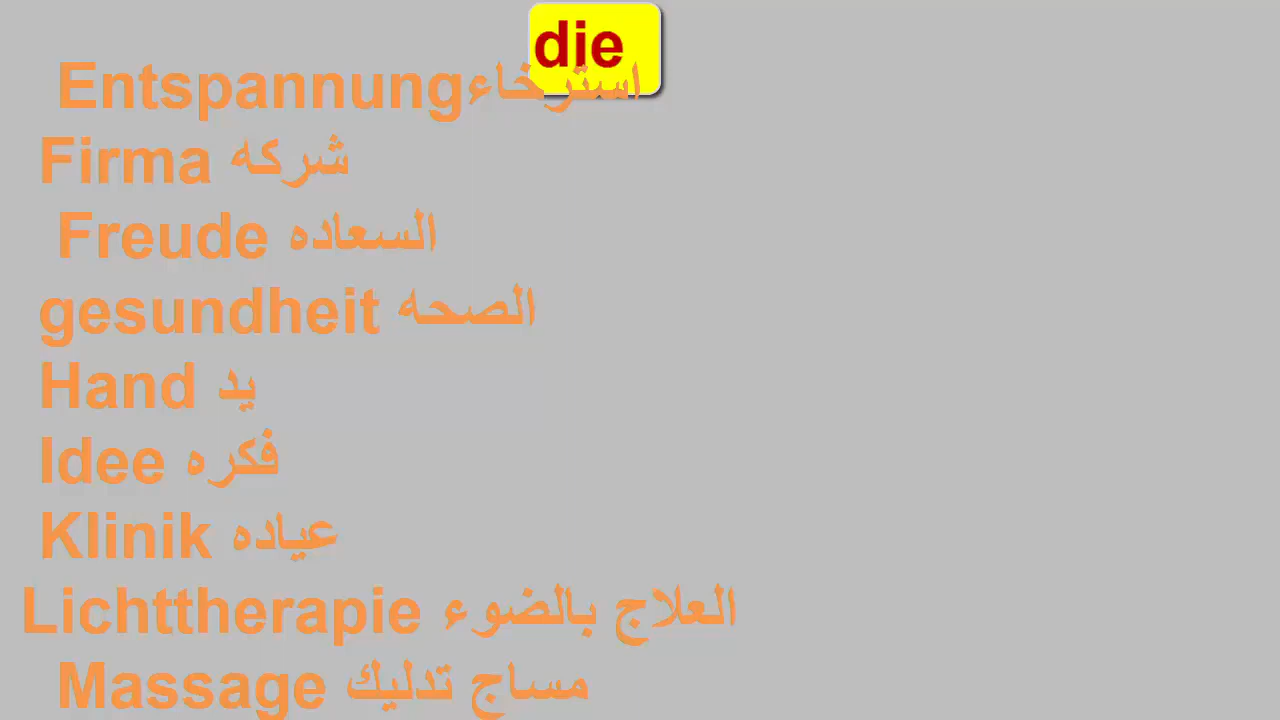 die
Entspannung استرخاء
Firma شركه
Freude السعاده
gesundheit الصحه
Hand يد
Idee فكره
Klinik عياده
Lichttherapie العلاج بالضوء
Massage مساج تدليك